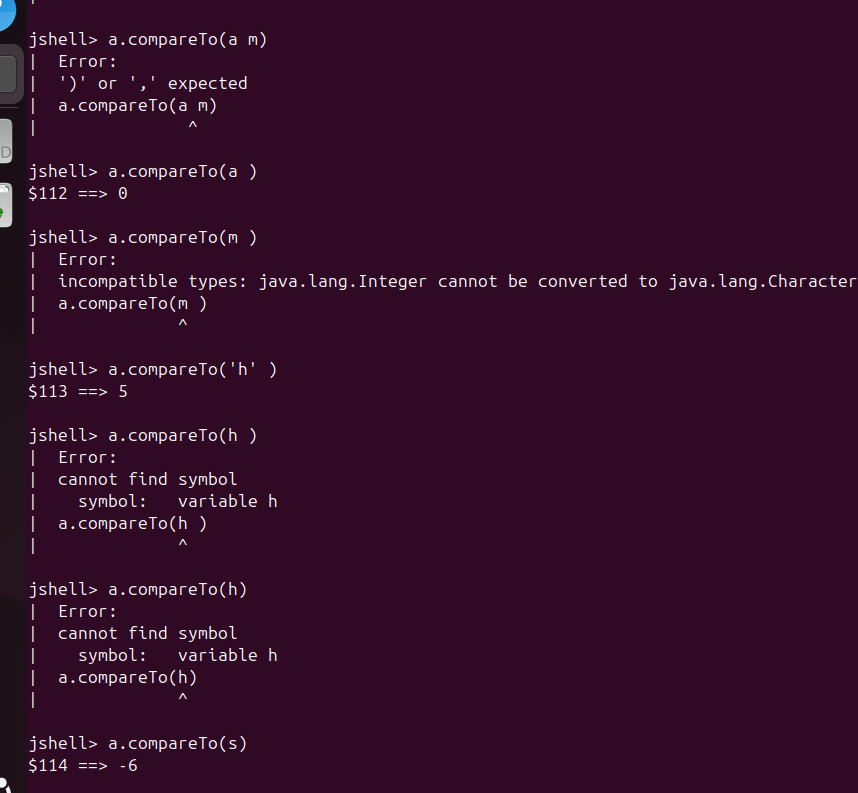 jshell> a.compareTo(a m)
|  Error:
|  ')' or ',' expected
|  a.compareTo(a m)
|               ^
jshell> a.compareTo(a )
$112 ==> 0
jshell> a.compareTo(m )
|  Error:
|  incompatible types: java.lang.Integer cannot be converted to java.lang.Character
|  a.compareTo(m )
|              ^
jshell> a.compareTo('h' )
$113 ==> 5
jshell> a.compareTo(h )
|  Error:
|  cannot find symbol
|    symbol:   variable h
|  a.compareTo(h )
|              ^
jshell> a.compareTo(h)
|  Error:
|  cannot find symbol
|    symbol:   variable h
|  a.compareTo(h)
|              ^
jshell> a.compareTo(s)
$114 ==> -6